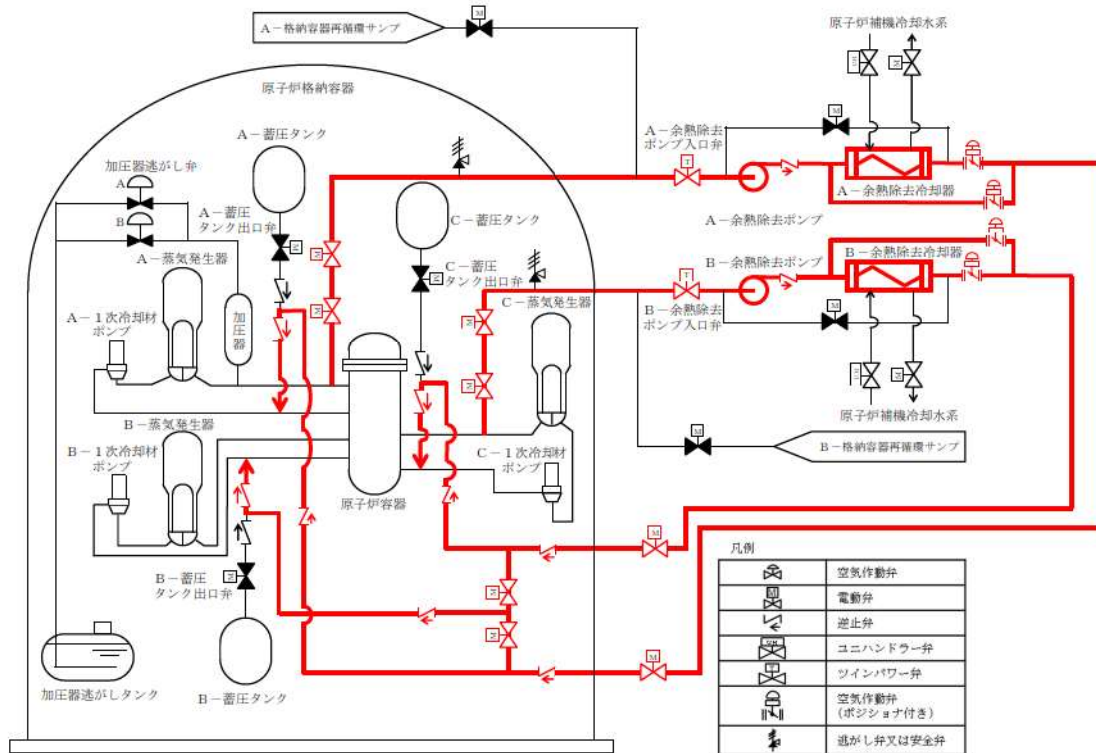 A－格納容器再循環サンプ
M
原子炉補機冷却水系
原子炉格納容器
A－蓄圧タンク
加圧器逃がし弁
A
B
A－蓄圧
タンク出口弁
A－余熱除去
ポンプ入口弁
T
M
A－余熱除去冷却器
A－余熱除去ポンプ
C－蓄圧タンク
C－蓄圧
タンク出口弁
A－蒸気発生器
C－蒸気発生器
B－余熱除去ポンプ
B－余熱除去冷却器
T
B－余熱除去
ポンプ入口弁
M
A－1次冷却材
ポンプ
加圧器
B－蒸気発生器
B－1次冷却材
ポンプ
原子炉容器
C－1次冷却材
ポンプ
原子炉補機冷却水系
M
B－格納容器再循環サンプ
B－蓄圧
タンク出口弁
M
M
B－蓄圧タンク
加圧器逃がしタンク
凡例
空気作動弁
M
電動弁
逆止弁
ユニハンドラー弁
T
ツインパワー弁
空気作動弁
(ポジショナ付き)
逃がし弁又は安全弁